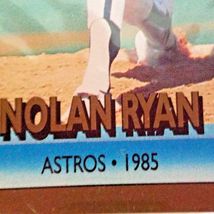 NOLAN RYAN
ASTROS • 1985